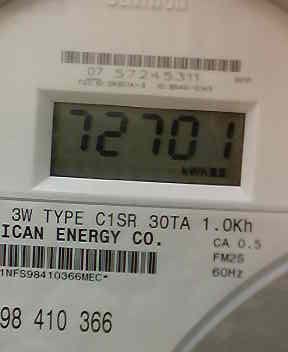 07 57245311
72701
kWh
3W TYPE C1SR 30TA 1.0Kh
ICAN ENERGY CO.
CA 0.5
FM2S
60Hz
1NFS98410366MEC*
98 410 366